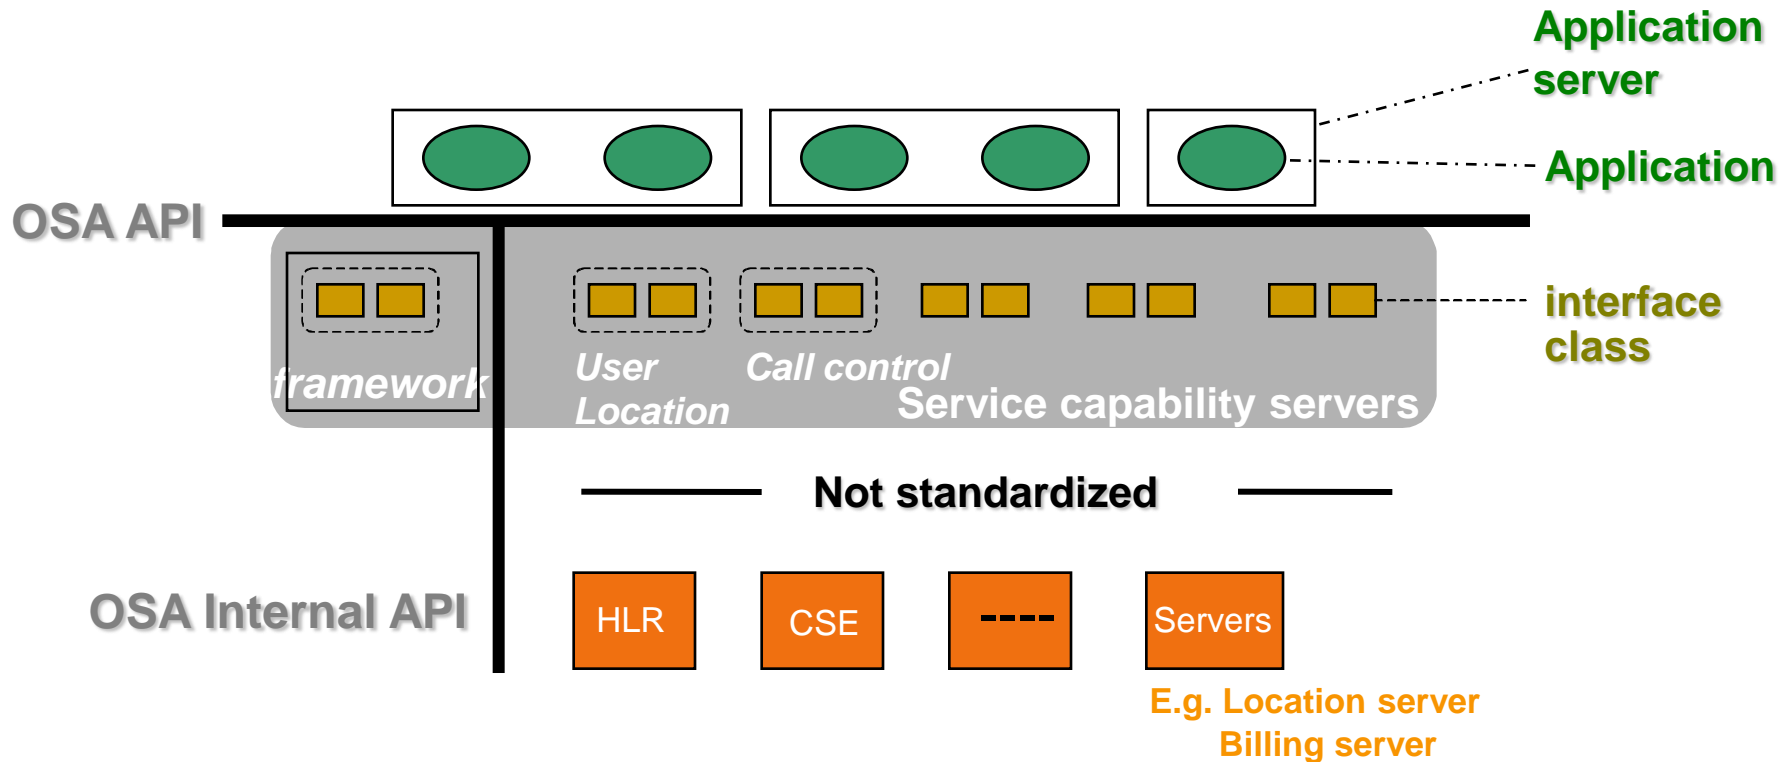 Application
server
Application
OSA API
interface
class
framework
User
Location
Call control
Service capability servers
Not standardized
OSA Internal API
HLR
CSE
----
Servers
E.g. Location server
Billing server